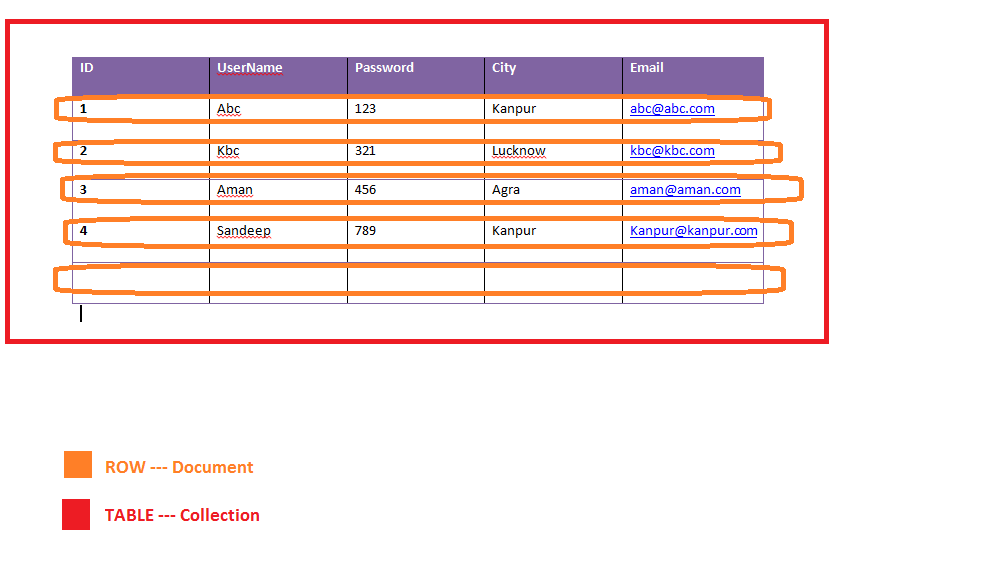 ID UserName Password City Email
1 Abc 123 Kanpur abc@abc.com
2 Kbc 321 Lucknow kbc@kbc.com
3 Aman 456 Agra aman@aman.com
4 Sandeep 789 Kanpur Kanpur@kanpur.com
ROW --- Document
TABLE --- Collection